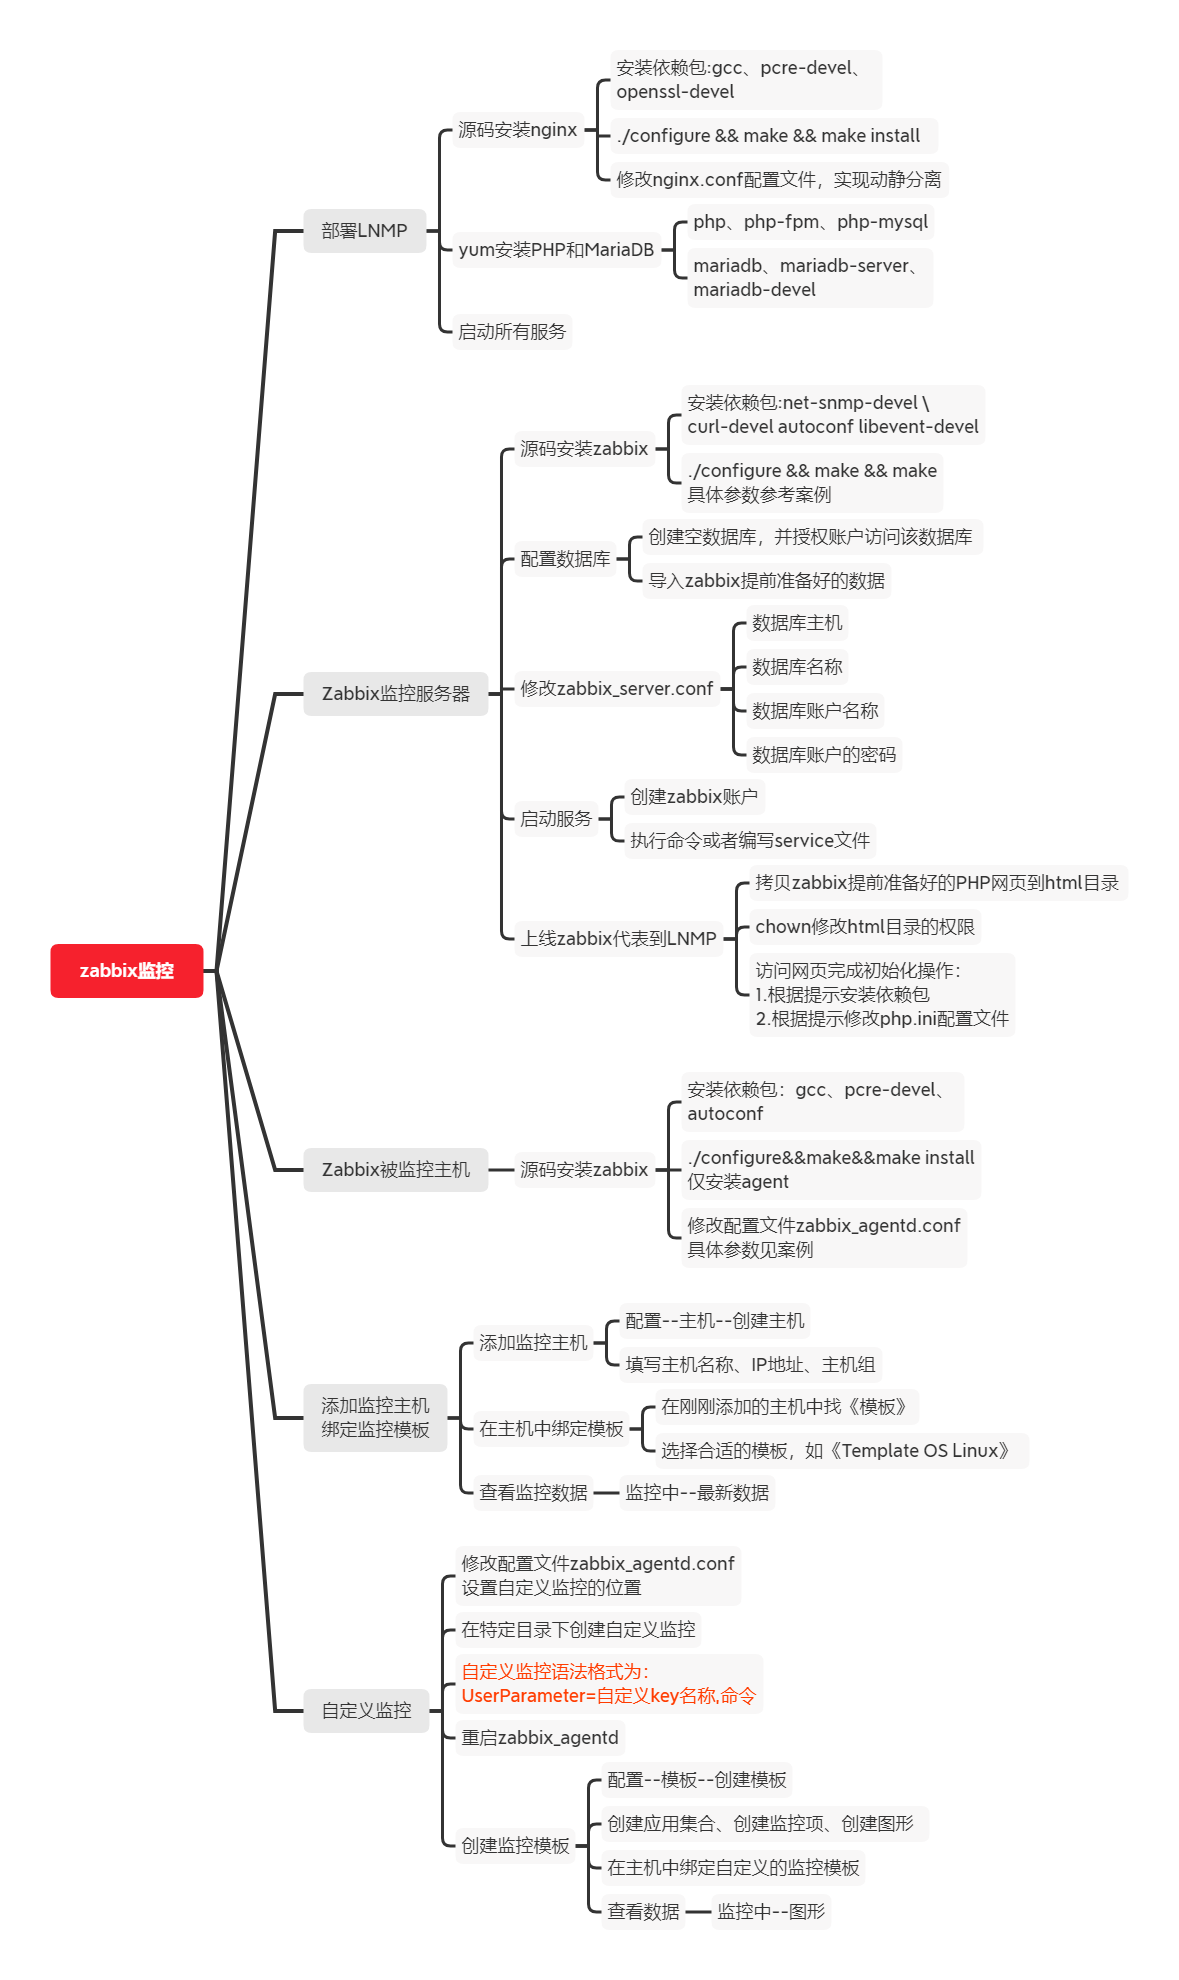 zabbix监控
部署LNMP
源码安装nginx
安装依赖包:gcc、pcre-devel、
openssl-devel
./configure && make && make install
修改nginx.conf配置文件，实现动静分离
yum安装PHP和MariaDB
php、php-fpm、php-mysql
mariadb、mariadb-server、
mariadb-devel
启动所有服务
Zabbix监控服务器
源码安装zabbix
安装依赖包:net-snmp-devel \
curl-devel autoconf libevent-devel
./configure && make && make
具体参数参考案例
配置数据库
创建空数据库，并授权账户访问该数据库
导入zabbix提前准备好的数据
修改zabbix_server.conf
数据库主机
数据库名称
数据库账户名称
数据库账户的密码
启动服务
创建zabbix账户
执行命令或者编写service文件
上线zabbix代表到LNMP
拷贝zabbix提前准备好的PHP网页到html目录
chown修改html目录的权限
访问网页完成初始化操作：
1.根据提示安装依赖包
2.根据提示修改php.ini配置文件
Zabbix被监控主机
源码安装zabbix
安装依赖包：gcc、pcre-devel、
autoconf
./configure&&make&&make install
仅安装agent
修改配置文件zabbix_agentd.conf
具体参数见案例
添加监控主机
绑定监控模板
添加监控主机
配置--主机--创建主机
填写主机名称、IP地址、主机组
在主机中绑定模板
在刚刚添加的主机中找《模板》
选择合适的模板，如《Template OS Linux》
查看监控数据
监控中--最新数据
自定义监控
修改配置文件zabbix_agentd.conf
设置自定义监控的位置
在特定目录下创建自定义监控
自定义监控语法格式为：
UserParameter=自定义key名称,命令
重启zabbix_agentd
创建监控模板
配置--模板--创建模板
创建应用集合、创建监控项、创建图形
在主机中绑定自定义的监控模板
查看数据
监控中--图形